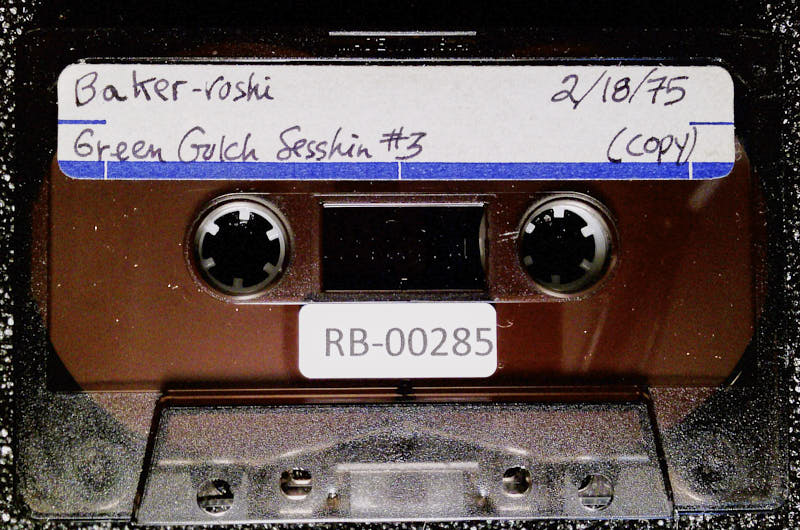 Baker-roshi 2/18/75
Green Gulch Sesshin #3 (copy)
RB-00285